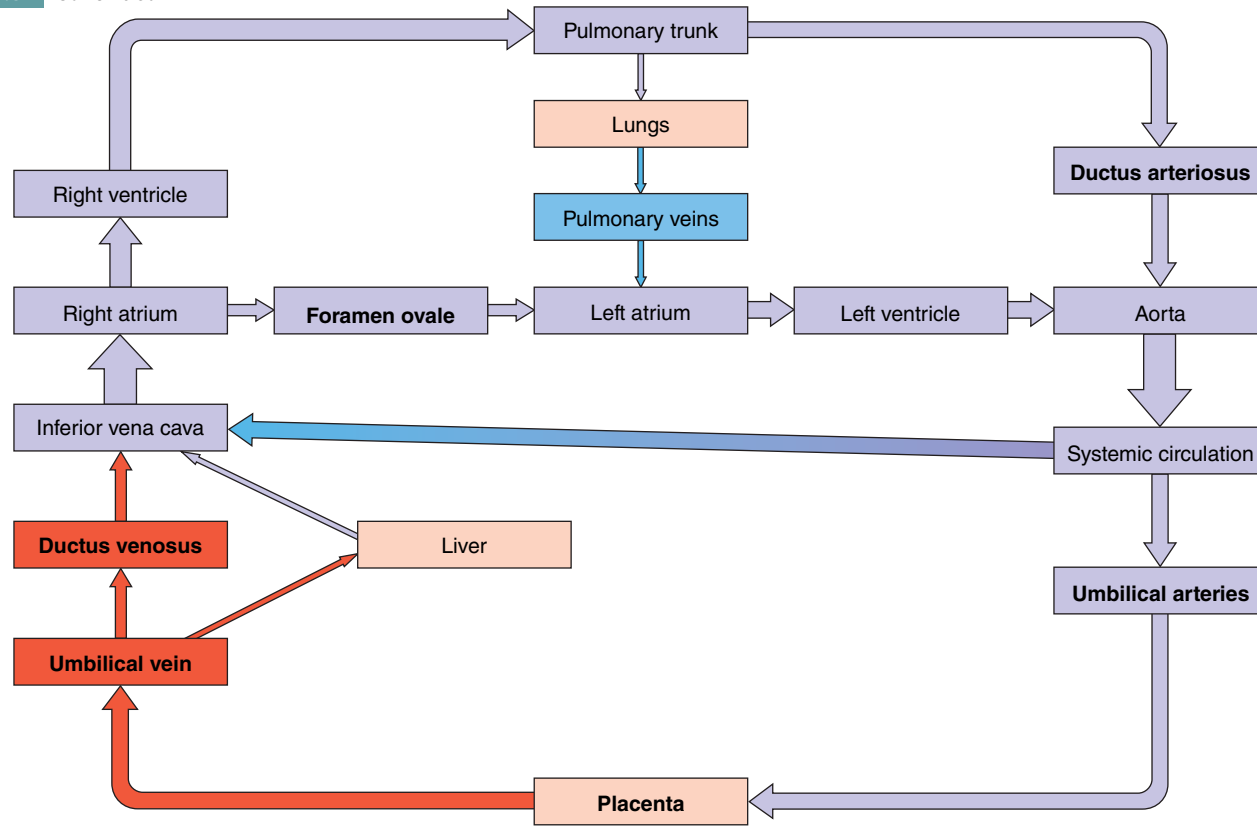 Pulmonary trunk
Lungs
Ductus arteriosus
Right ventricle
Pulmonary veins
Right atrium
Foramen ovale
Left atrium
Left ventricle
Aorta
Inferior vena cava
Systemic circulation
Ductus venosus
Liver
Umbilical arteries
Umbilical vein
Placenta